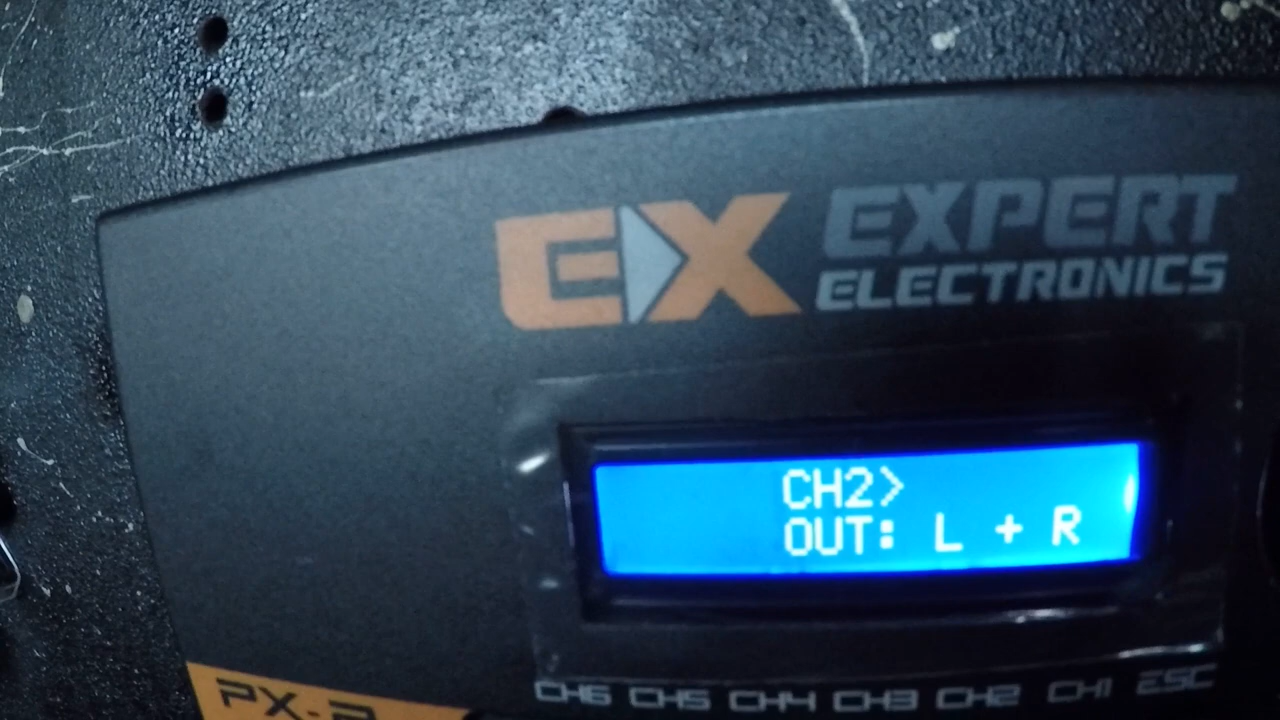 EX EXPERT
ELECTRONICS
CH2>
OUT: L + R
CH6 CH5 CH4 CH3 CH2 CH1 ESC